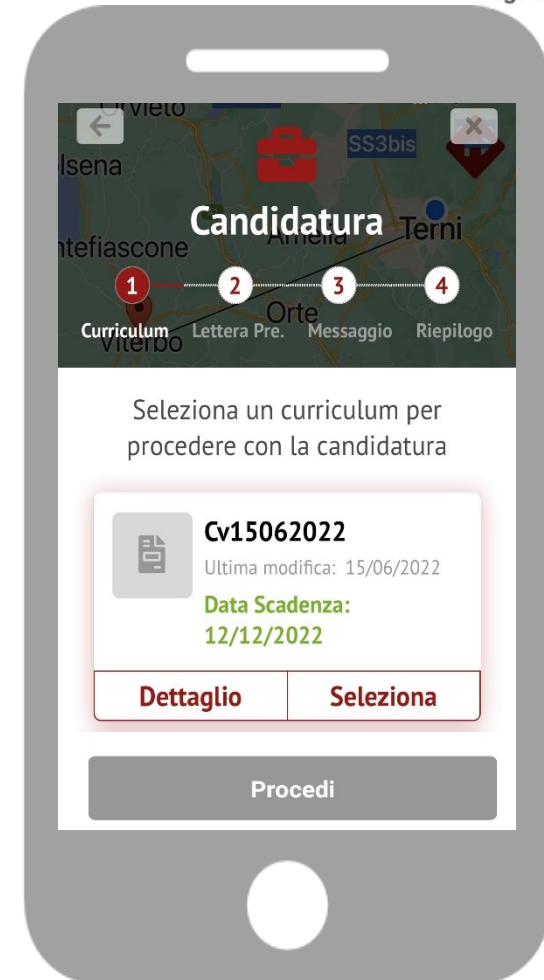 Orvieto
SS3bis
lsena
Candidatura
Terni
Amelia
ntefiascone
1
2
3
4
Orte
Curriculum
Lettera Pre.
Messaggio
Riepilogo
Viterbo
Seleziona un curriculum per
procedere con la candidatura
Cv15062022
Ultima modifica: 15/06/2022
Data Scadenza:
12/12/2022
Dettaglio
Seleziona
Procedi